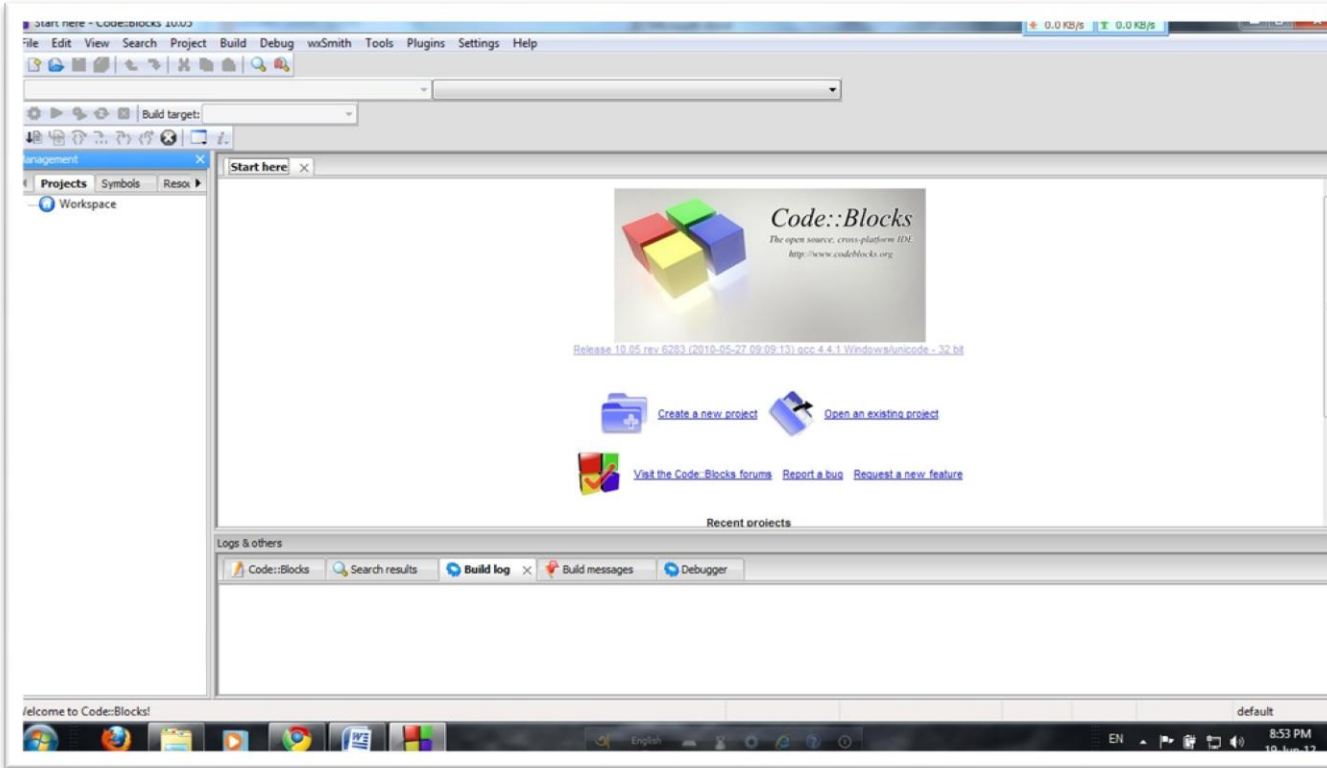 Start here - Code::Blocks 10.05
0.0 KB/s 0.0 KB/s
File Edit View Search Project Build Debug wxSmith Tools Plugins Settings Help
Build target:
anagement
Projects Symbols Resou
Workspace
Start here
Code::Blocks
The open source, cross-platform IDE
http://www.codeblocks.org
Release 10.05 rev 6283 (2010-05-27 09:09:13) gcc 4.4.1 Windows/unicode - 32 bit
Create a new project Open an existing project
Visit the Code::Blocks forums Report a bug Request a new feature
Recent projects
Logs & others
Code::Blocks Search results Build log Build messages Debugger
Welcome to Code::Blocks!
default
English
EN
8:53 PM
19-Jun-12